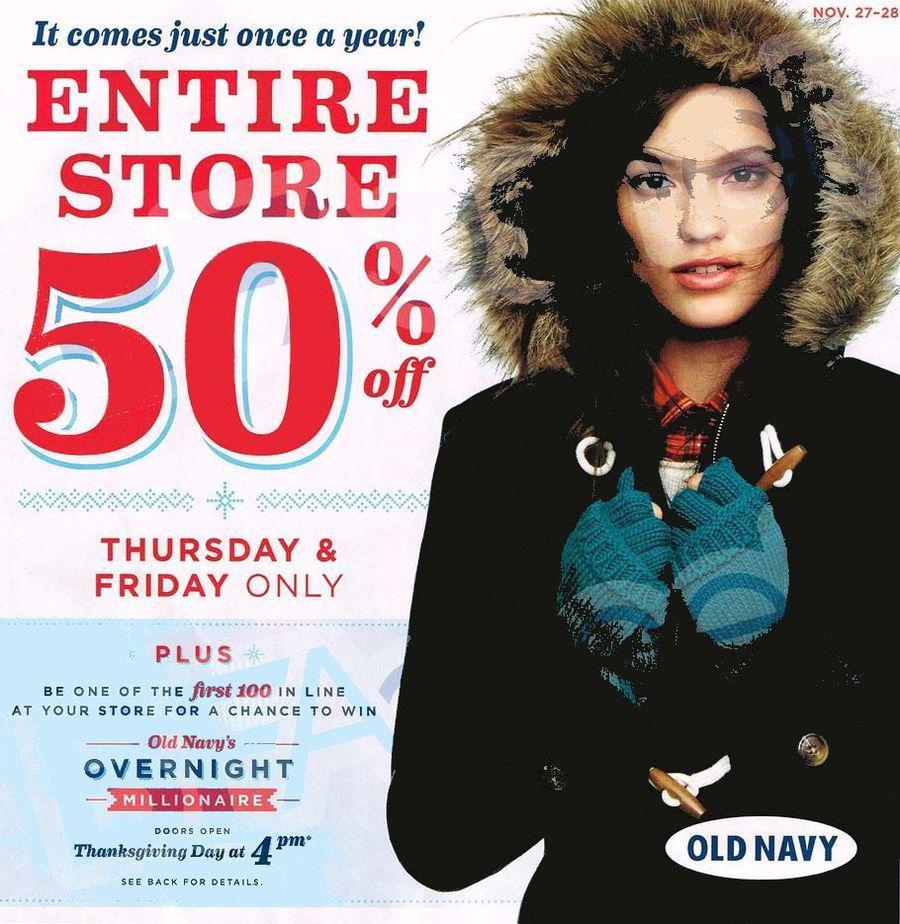 NOV. 27-28
It comes just once a year!
ENTIRE
STORE
50% off
THURSDAY &
FRIDAY ONLY
PLUS
BE ONE OF THE first 100 IN LINE
AT YOUR STORE FOR A CHANCE TO WIN
Old Navy's
OVERNIGHT
MILLIONAIRE
DOORS OPEN
Thanksgiving Day at 4pm*
SEE BACK FOR DETAILS.
OLD NAVY